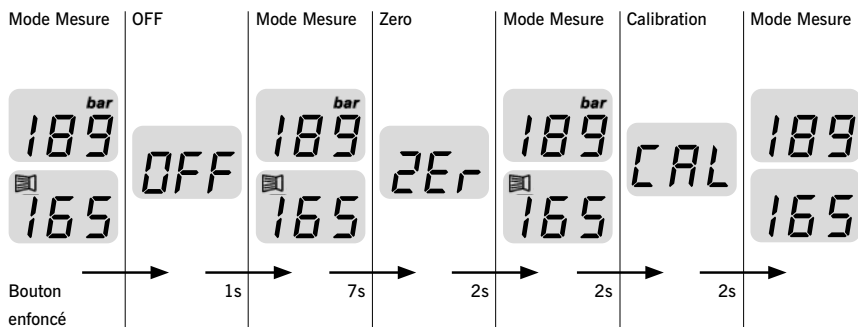 Mode Mesure
OFF
Mode Mesure
Zero
Mode Mesure
Calibration
Mode Mesure
bar
189
165
OFF
bar
189
165
2Er
bar
189
165
CAL
189
165
Bouton
enfoncé
1s
7s
2s
2s
2s